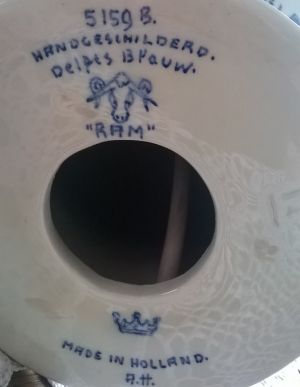 5159 B.
HANDGESCHILDERD.
Delfts Blauw.
"RAM"
MADE IN HOLLAND.
A.H.